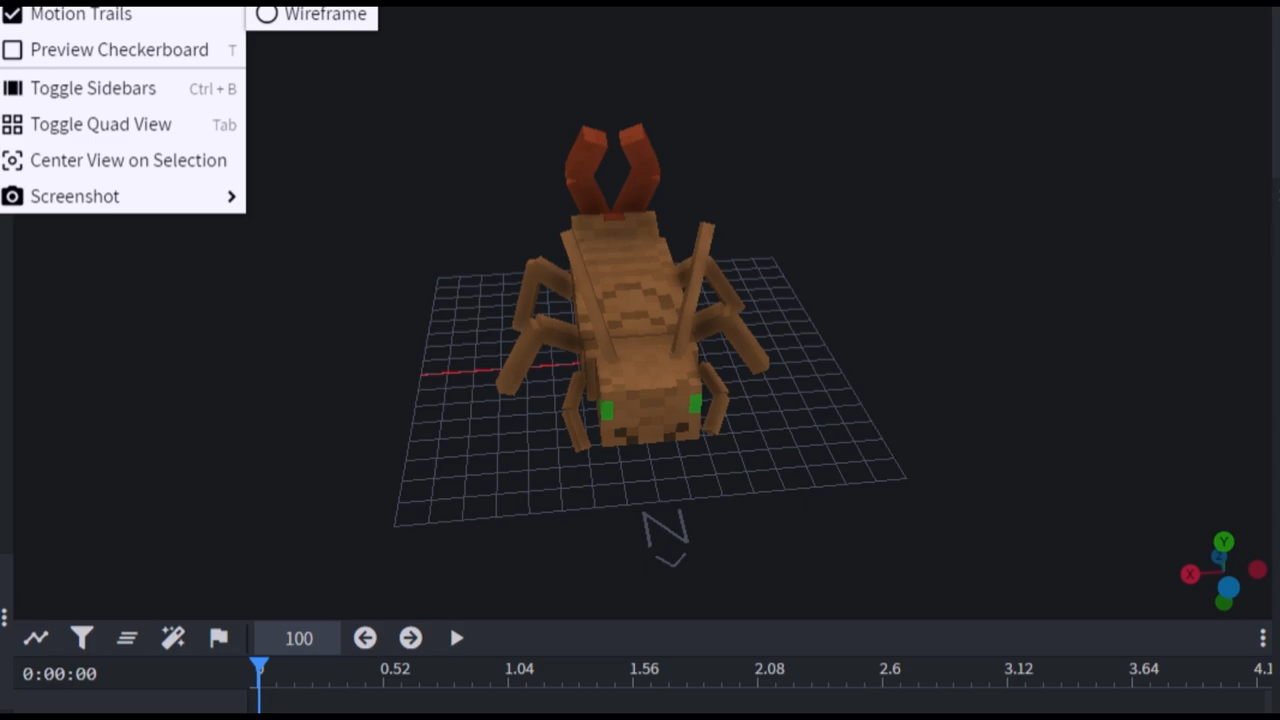 Motion Trails
Wireframe
Preview Checkerboard T
Toggle Sidebars Ctrl + B
Toggle Quad View Tab
Center View on Selection
Screenshot
N
Y
Z
X
100
0:00:00
0 0.52 1.04 1.56 2.08 2.6 3.12 3.64 4.1